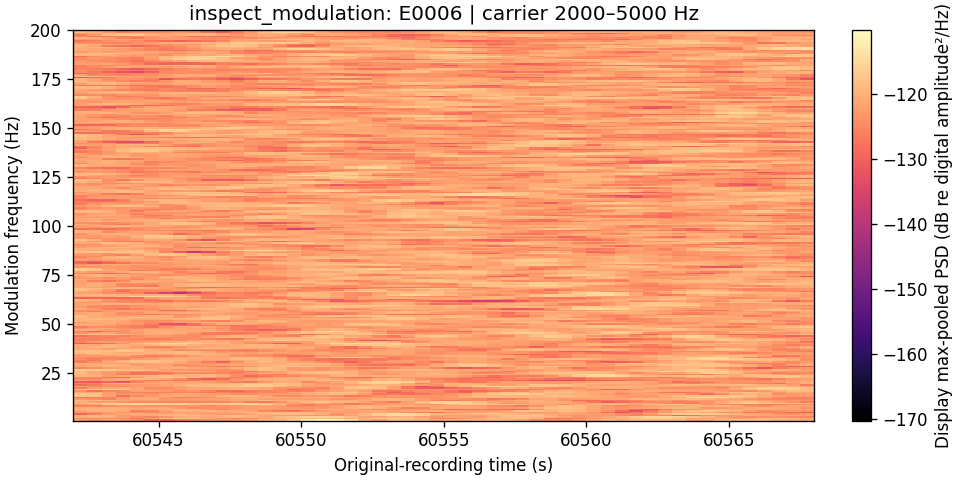 inspect_modulation: E0006 | carrier 2000–5000 Hz
200
175
150
125
100
75
50
25
Modulation frequency (Hz)
60545 60550 60555 60560 60565
Original-recording time (s)
−120
−130
−140
−150
−160
−170
Display max-pooled PSD (dB re digital amplitude²/Hz)